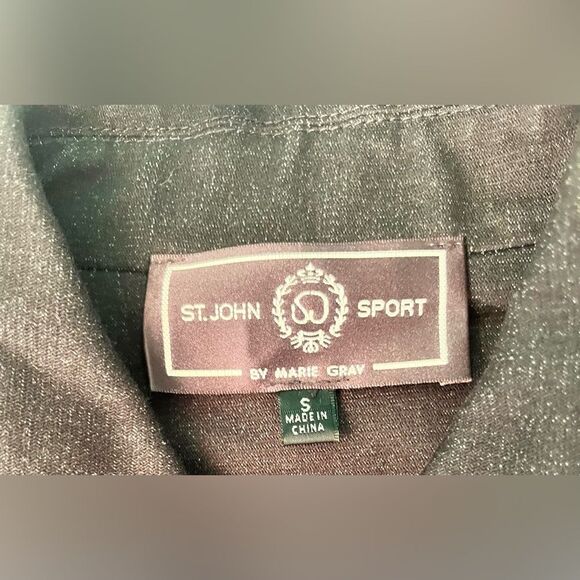 ST.JOHN SPORT
BY MARIE GRAY
S
MADE IN
CHINA